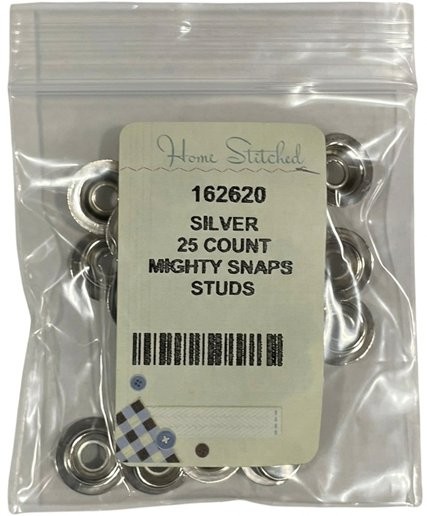 Home Stitched
162620
SILVER
25 COUNT
MIGHTY SNAPS
STUDS